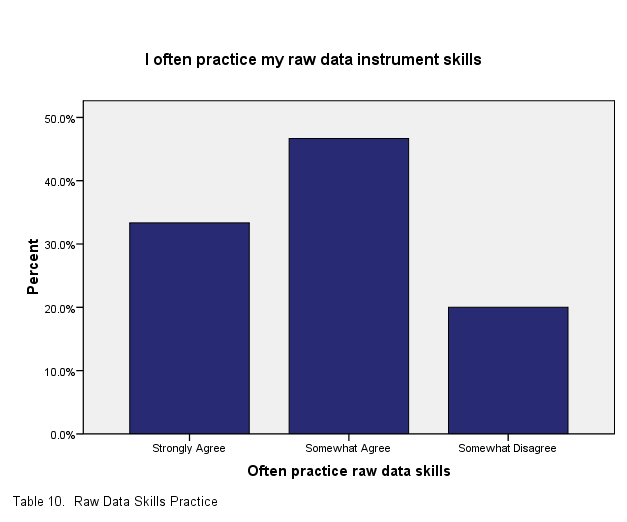 I often practice my raw data instrument skills
50.0%
40.0%
30.0%
20.0%
10.0%
0.0%
Percent
Strongly Agree
Somewhat Agree
Somewhat Disagree
Often practice raw data skills
Table 10.  Raw Data Skills Practice